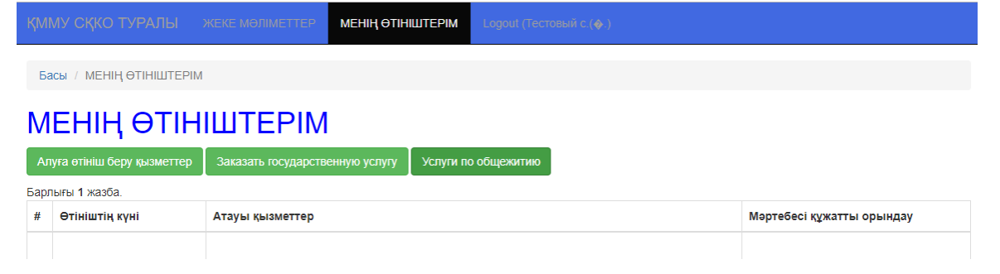 ҚММУ СҚКО ТУРАЛЫ ЖЕКЕ МӘЛІМЕТТЕР МЕНІҢ ӨТІНІШТЕРІМ Logout (Тестовый с.(�.)
Басы / МЕНІҢ ӨТІНІШТЕРІМ
МЕНІҢ ӨТІНІШТЕРІМ
Алуға өтініш беру қызметтер Заказать государственную услугу Услуги по общежитию
Барлығы 1 жазба.
# Өтініштің күні Атауы қызметтер Мәртебесі құжатты орындау